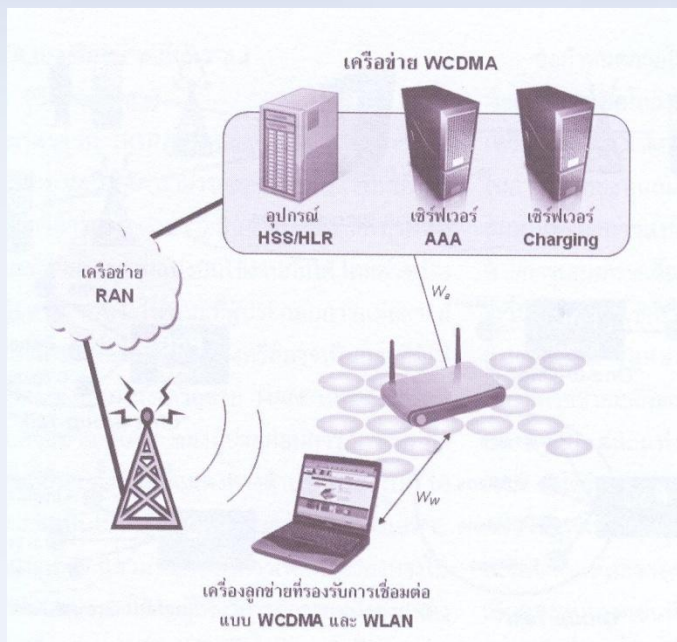 เครือข่าย WCDMA
อุปกรณ์
HSS/HLR
เซิร์ฟเวอร์
AAA
เซิร์ฟเวอร์
Charging
เครือข่าย
RAN
Wa
Ww
เครื่องลูกข่ายที่รองรับการเชื่อมต่อ
แบบ WCDMA และ WLAN